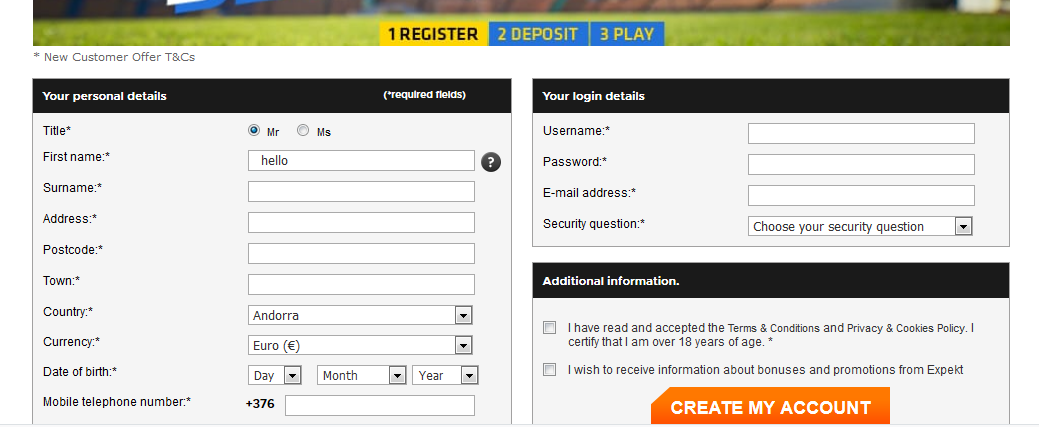 1 REGISTER 2 DEPOSIT 3 PLAY
* New Customer Offer T&Cs
Your personal details (*required fields)
Title* Mr Ms
First name:* hello ?
Surname:*
Address:*
Postcode:*
Town:*
Country:* Andorra
Currency:* Euro (€)
Date of birth:* Day Month Year
Mobile telephone number:* +376
Your login details
Username:*
Password:*
E-mail address:*
Security question:* Choose your security question
Additional information.
I have read and accepted the Terms & Conditions and Privacy & Cookies Policy. I
certify that I am over 18 years of age. *
I wish to receive information about bonuses and promotions from Expekt
CREATE MY ACCOUNT